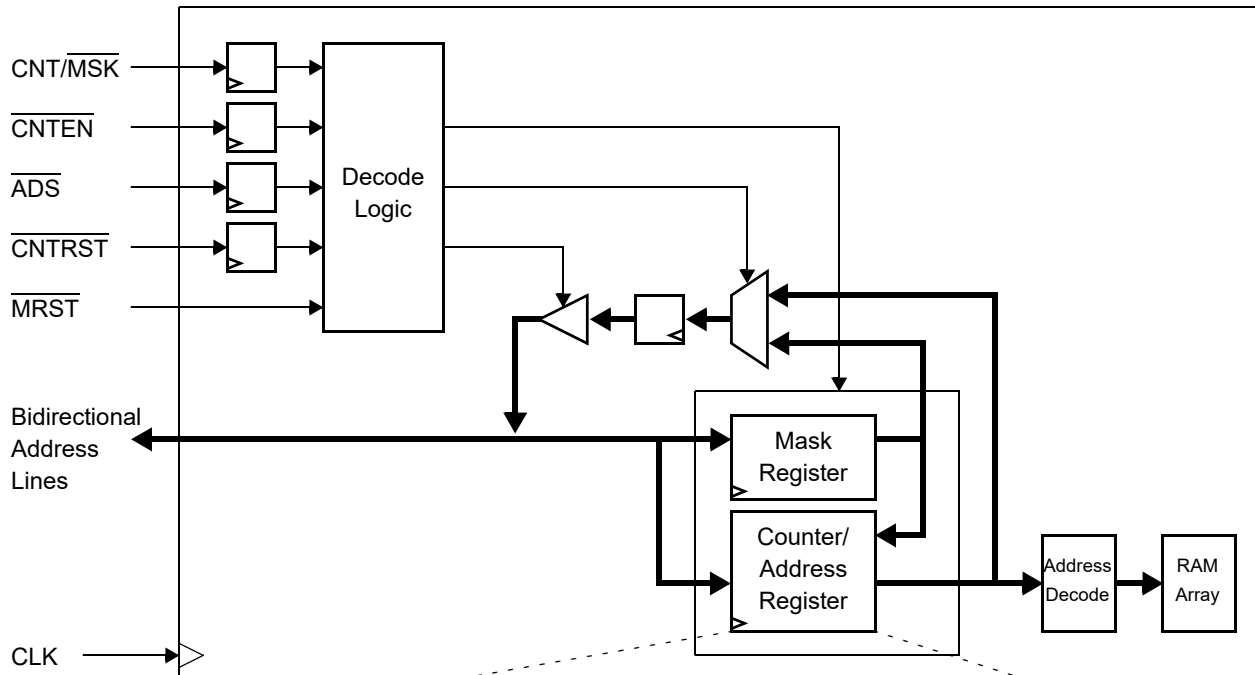 CNT/MSK
CNTEN
ADS
CNTRST
MRST
Decode
Logic
Bidirectional
Address
Lines
Mask
Register
Counter/
Address
Register
Address
Decode
RAM
Array
CLK